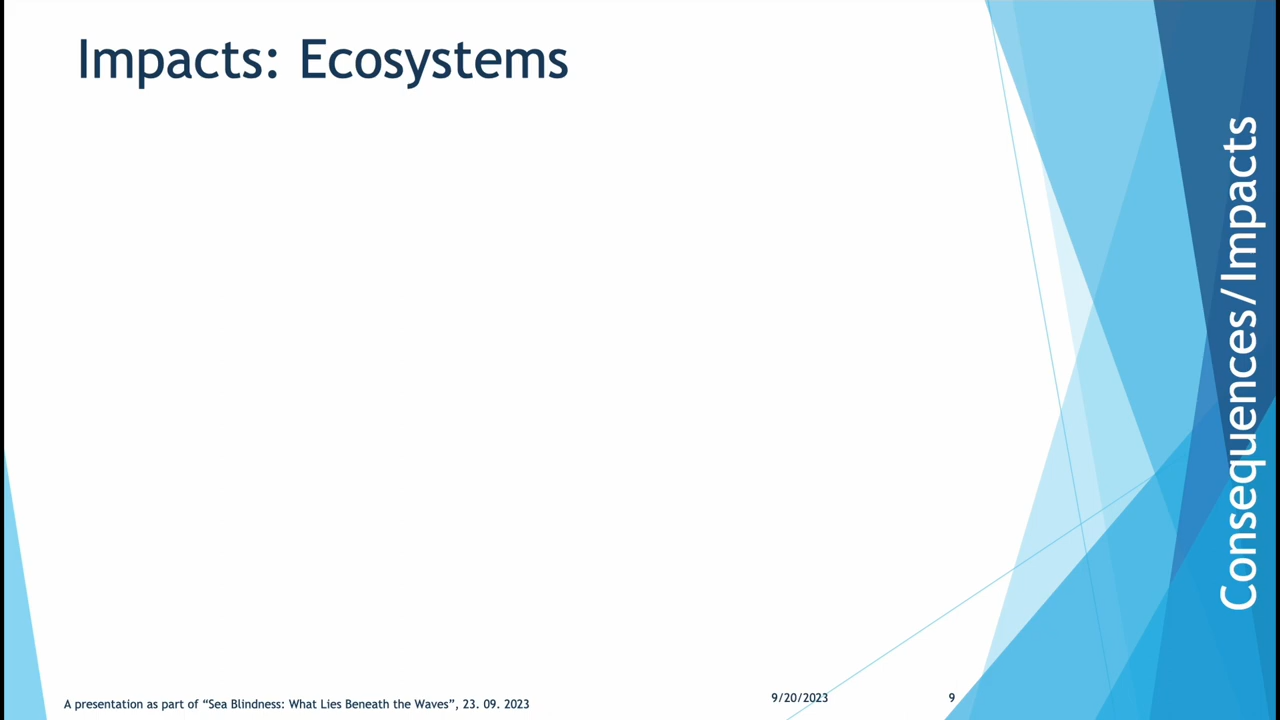 Impacts: Ecosystems
Consequences/Impacts
A presentation as part of “Sea Blindness: What Lies Beneath the Waves”, 23. 09. 2023
9/20/2023
9